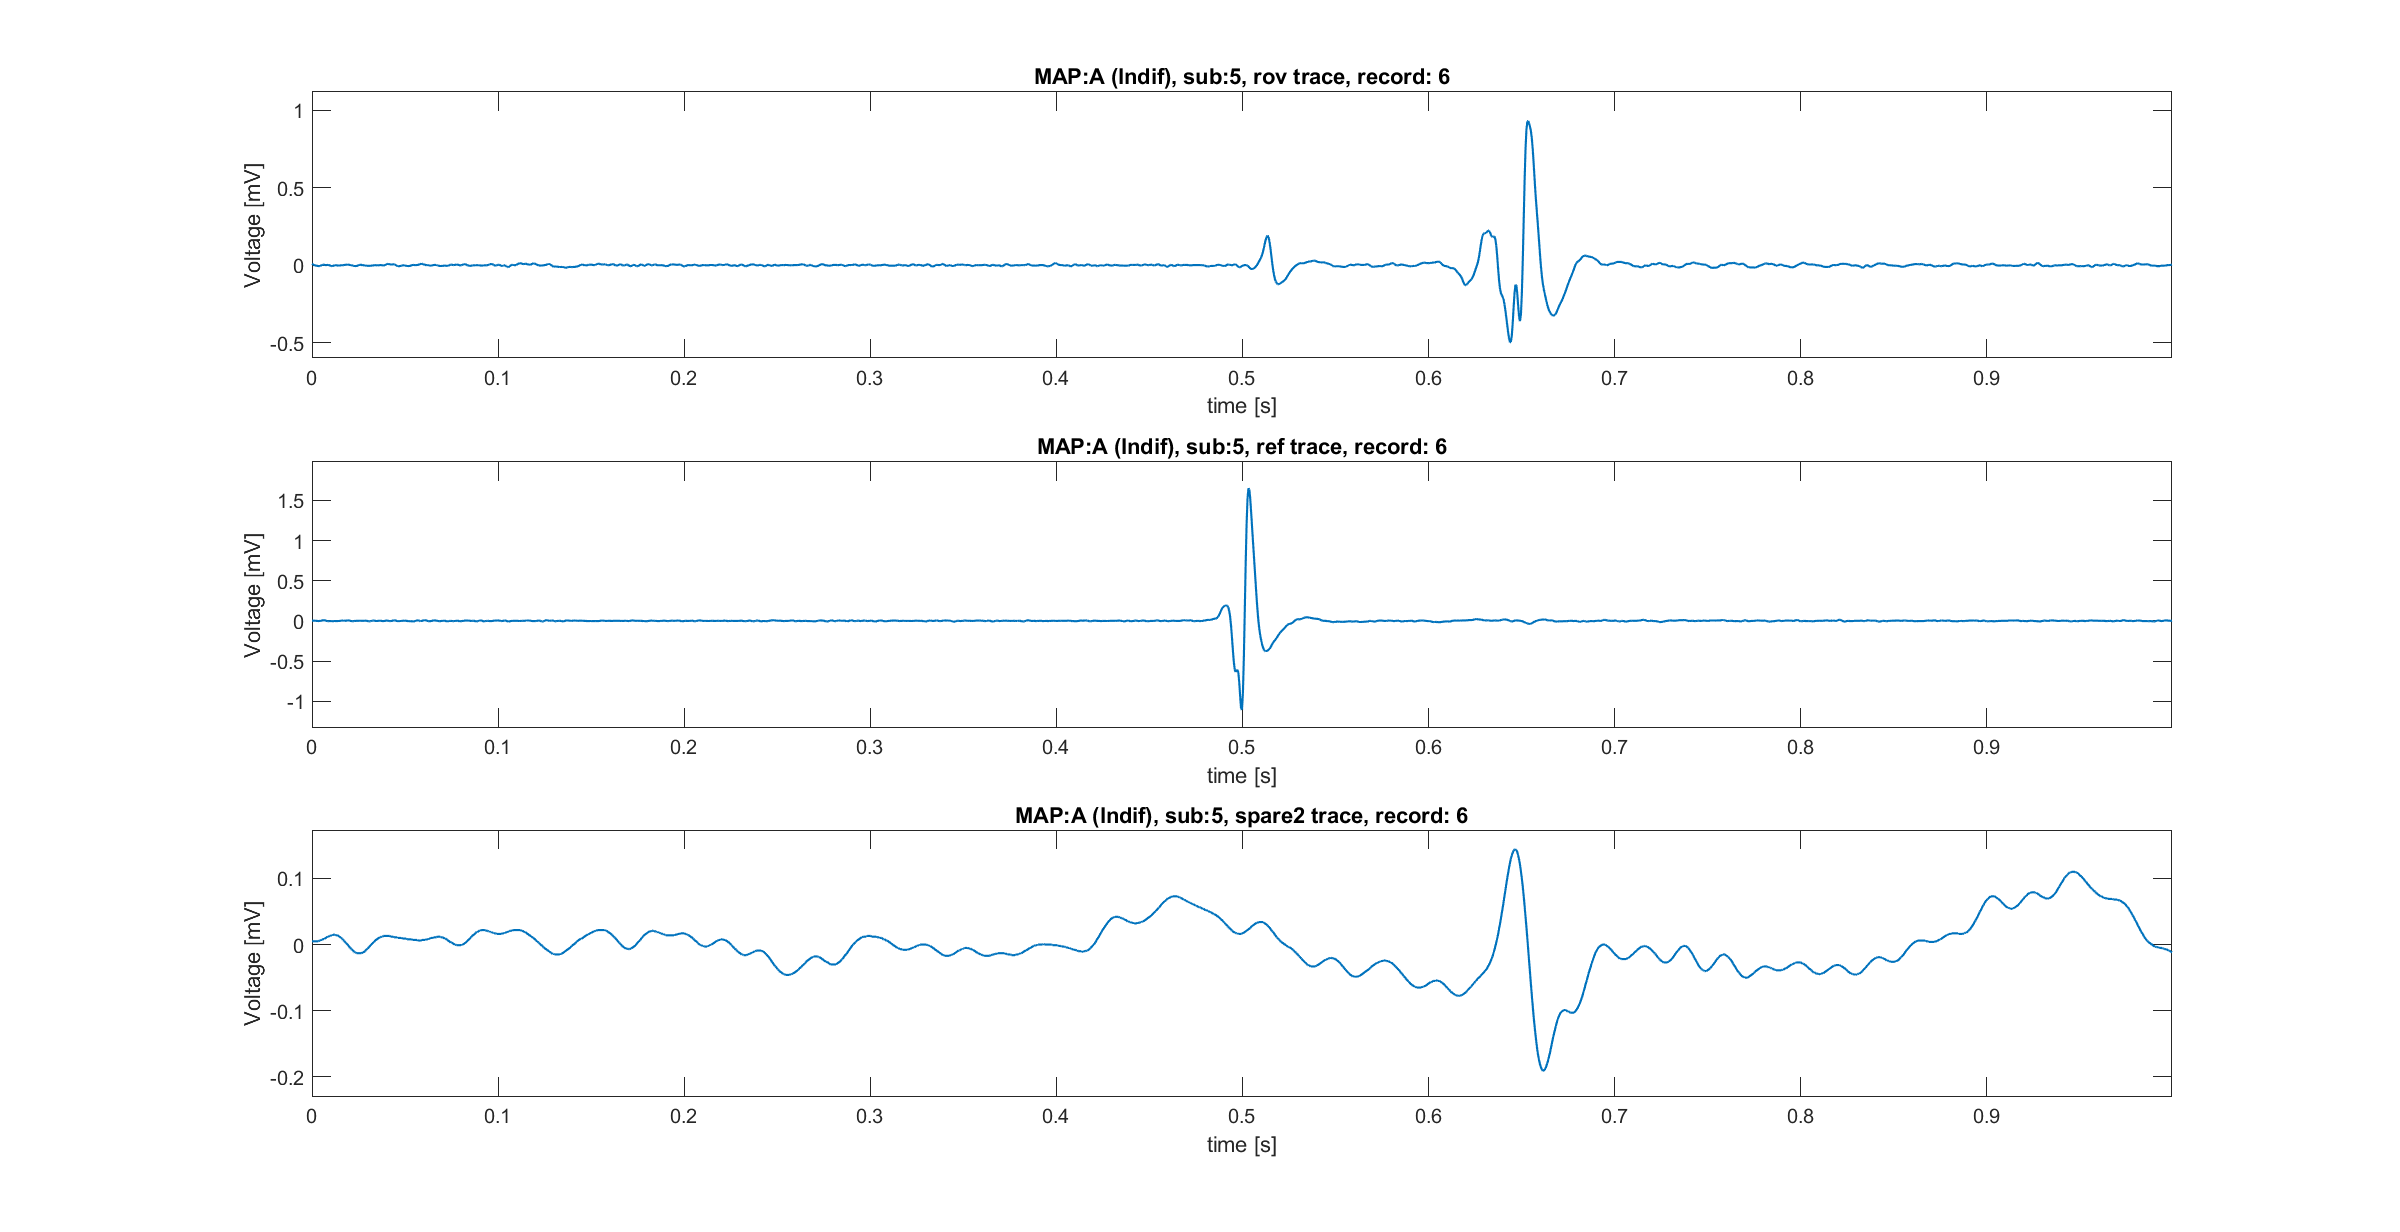 MAP:A (Indif), sub:5, rov trace, record: 6
Voltage [mV]
1
0.5
0
-0.5
0 0.1 0.2 0.3 0.4 0.5 0.6 0.7 0.8 0.9
time [s]
MAP:A (Indif), sub:5, ref trace, record: 6
Voltage [mV]
1.5
1
0.5
0
-0.5
-1
0 0.1 0.2 0.3 0.4 0.5 0.6 0.7 0.8 0.9
time [s]
MAP:A (Indif), sub:5, spare2 trace, record: 6
Voltage [mV]
0.1
0
-0.1
-0.2
0 0.1 0.2 0.3 0.4 0.5 0.6 0.7 0.8 0.9
time [s]